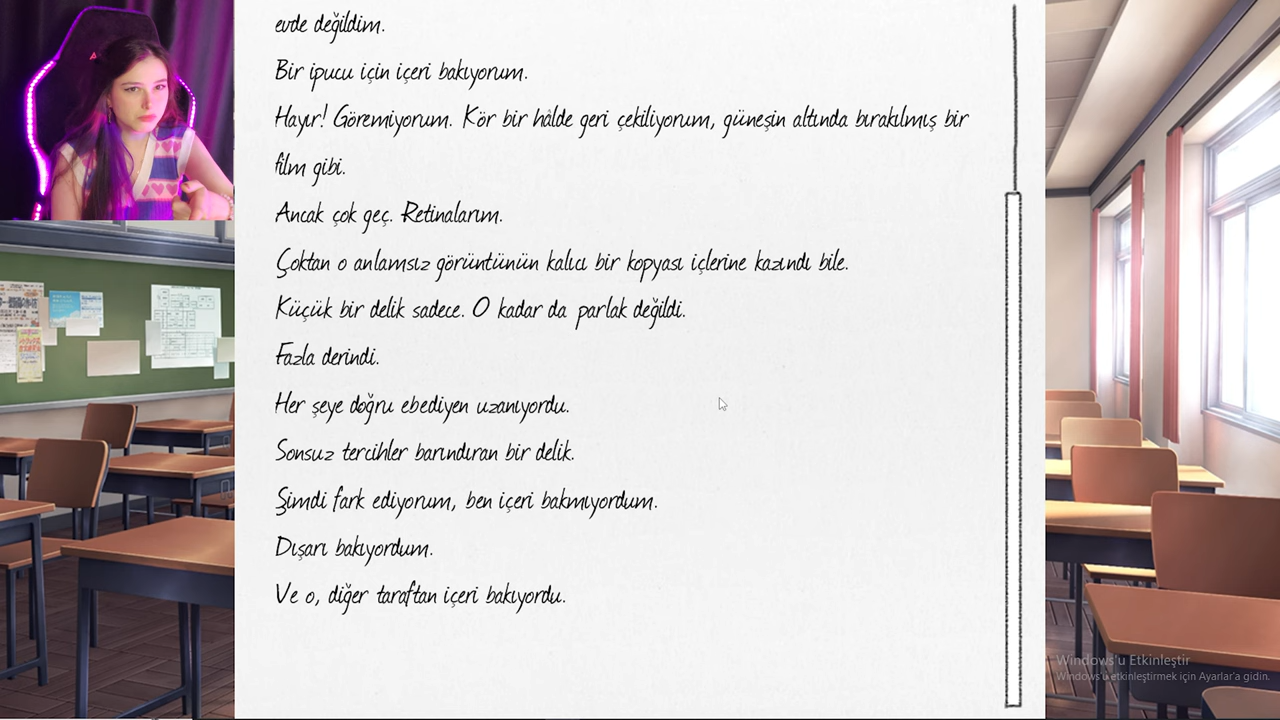 evde değildim.
Bir ipucu için içeri bakıyorum.
Hayır! Göremiyorum. Kör bir hâlde geri çekiliyorum, güneşin altında bırakılmış bir
film gibi.
Ancak çok geç. Retinalarım.
Çoktan o anlamsız görüntünün kalıcı bir kopyası içlerine kazındı bile.
Küçük bir delik sadece. O kadar da parlak değildi.
Fazla derindi.
Her şeye doğru ebediyen uzanıyordu.
Sonsuz tercihler barındıran bir delik.
Şimdi fark ediyorum, ben içeri bakmıyordum.
Dışarı bakıyordum.
Ve o, diğer taraftan içeri bakıyordu.
Windows'u Etkinleştir
Windows'u etkinleştirmek için Ayarlar'a gidin.